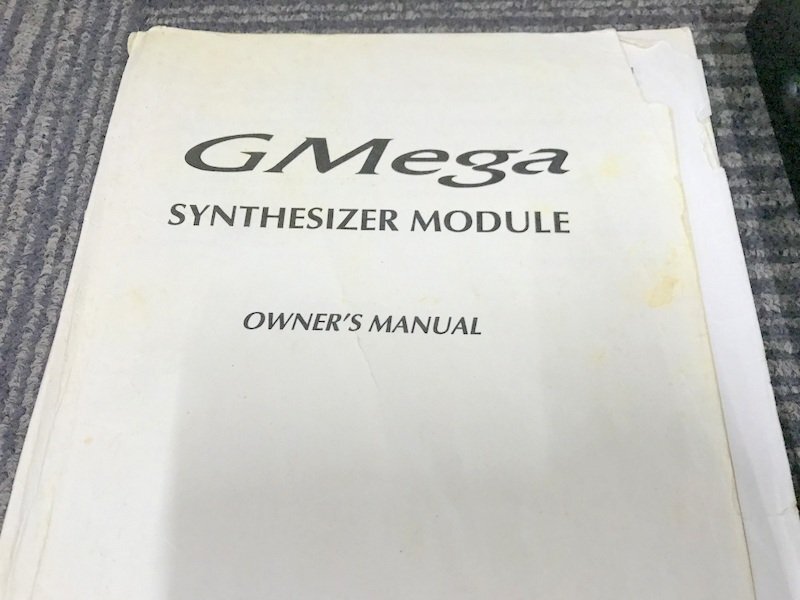 GMega
SYNTHESIZER MODULE
OWNER'S MANUAL